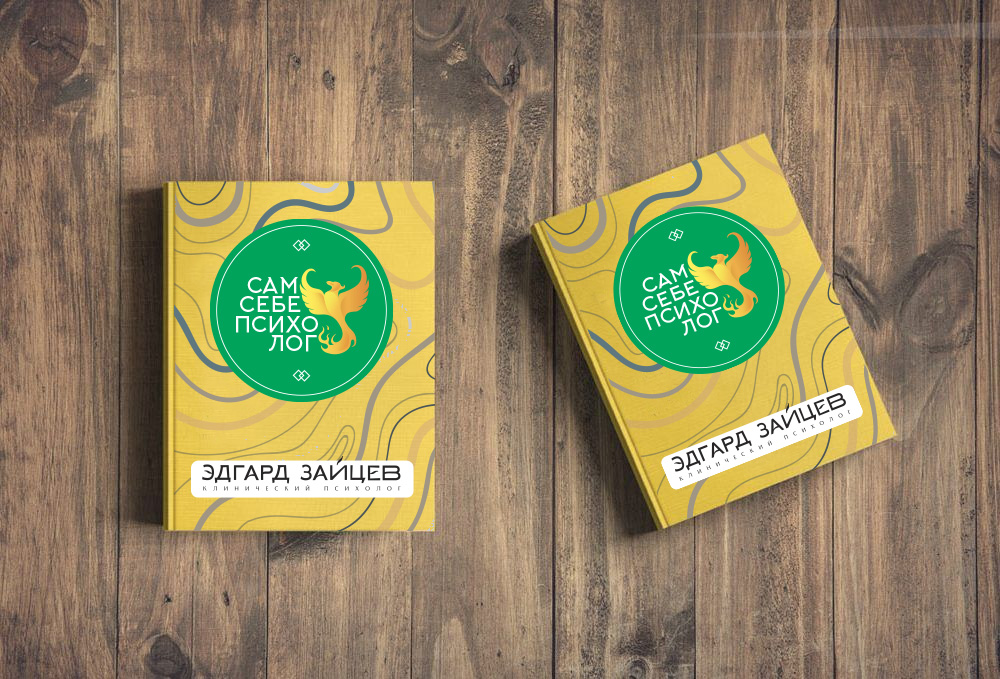 САМ
СЕБЕ
ПСИХО
ЛОГ
ЭДГАРД ЗАЙЦЕВ
КЛИНИЧЕСКИЙ ПСИХОЛОГ
САМ
СЕБЕ
ПСИХО
ЛОГ
ЭДГАРД ЗАЙЦЕВ
КЛИНИЧЕСКИЙ ПСИХОЛОГ